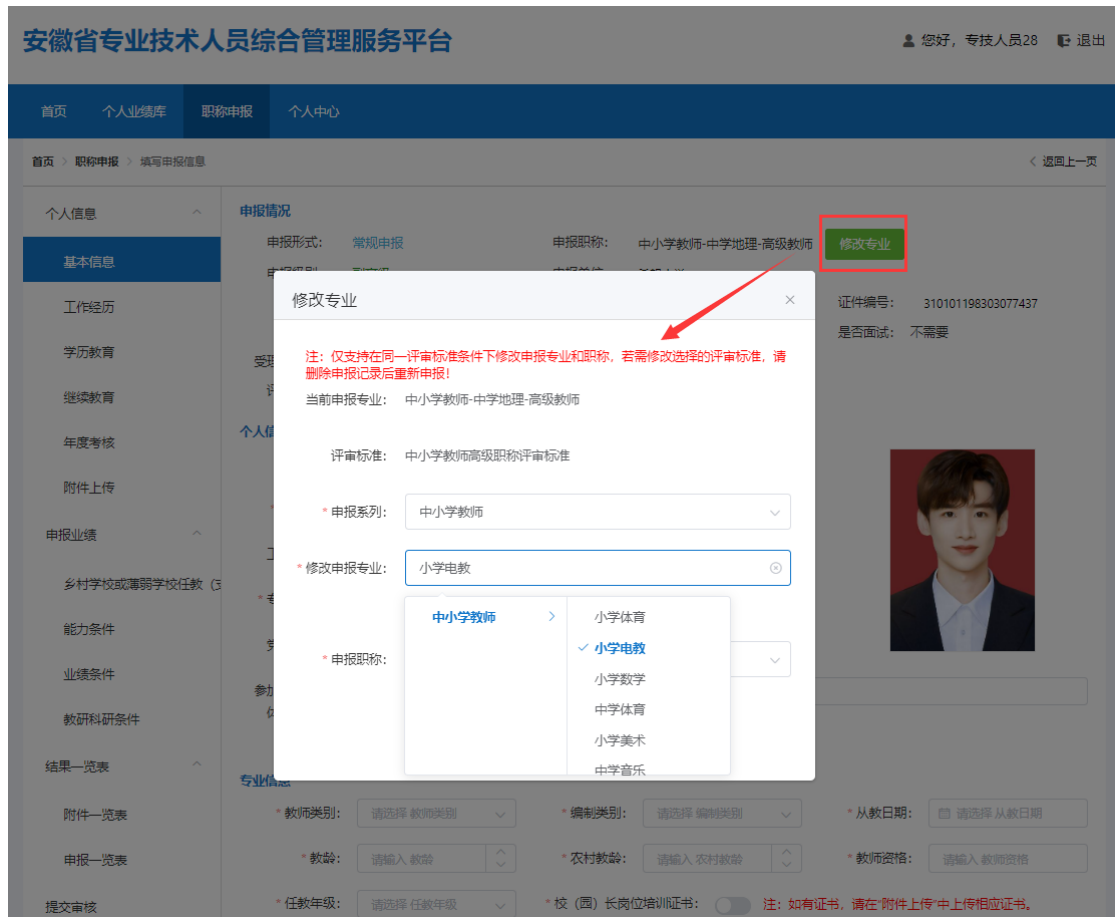 安徽省专业技术人员综合管理服务平台
您好，专技人员28 退出
首页 个人业绩库 职称申报 个人中心
首页 > 职称申报 > 填写申报信息
< 返回上一页
个人信息
基本信息
工作经历
学历教育
继续教育
年度考核
附件上传
申报业绩
乡村学校或薄弱学校任教（支
能力条件
业绩条件
教研科研条件
结果一览表
附件一览表
申报一览表
提交审核
申报情况
申报形式： 常规申报 申报职称： 中小学教师-中学地理-高级教师 修改专业
证件编号： 310101198303077437
是否面试： 不需要
修改专业 ×
注：仅支持在同一评审标准条件下修改申报专业和职称，若需修改选择的评审标准，请
删除申报记录后重新申报！
当前申报专业： 中小学教师-中学地理-高级教师
评审标准： 中小学教师高级职称评审标准
* 申报系列： 中小学教师
* 修改申报专业： 小学电教
中小学教师 >
小学体育
✓ 小学电教
小学数学
中学体育
小学美术
中学音乐
* 申报职称：
专业信息
* 教师类别： 请选择 教师类别 * 编制类别： 请选择 编制类别 * 从教日期： 请选择 从教日期
* 教龄： 请输入 教龄 * 农村教龄： 请输入 农村教龄 * 教师资格： 请输入 教师资格
* 任教年级： 请选择 任教年级 * 校（园）长岗位培训证书： 注：如有证书，请在"附件上传"中上传相应证书。